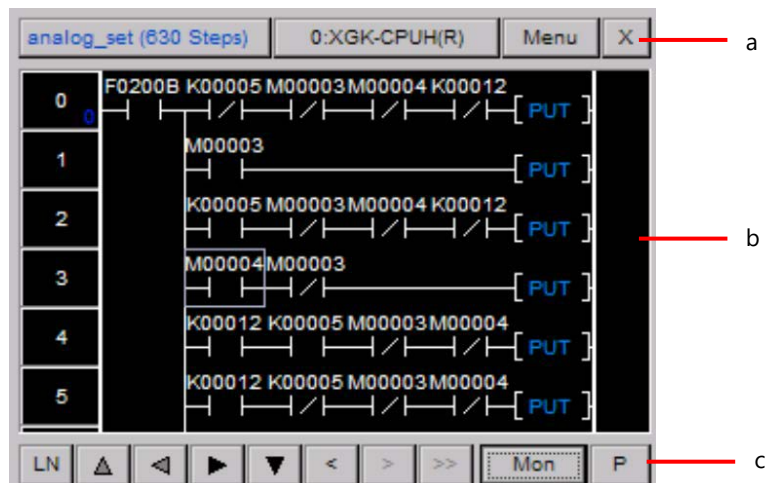 analog_set (630 Steps) 0:XGK-CPUH(R) Menu X a
F0200B K00005 M00003 M00004 K00012
0 0 PUT
M00003
1 PUT
K00005 M00003 M00004 K00012
2 PUT b
M00004 M00003
3 PUT
K00012 K00005 M00003 M00004
4 PUT
K00012 K00005 M00003 M00004
5 PUT
LN < > >> Mon P c